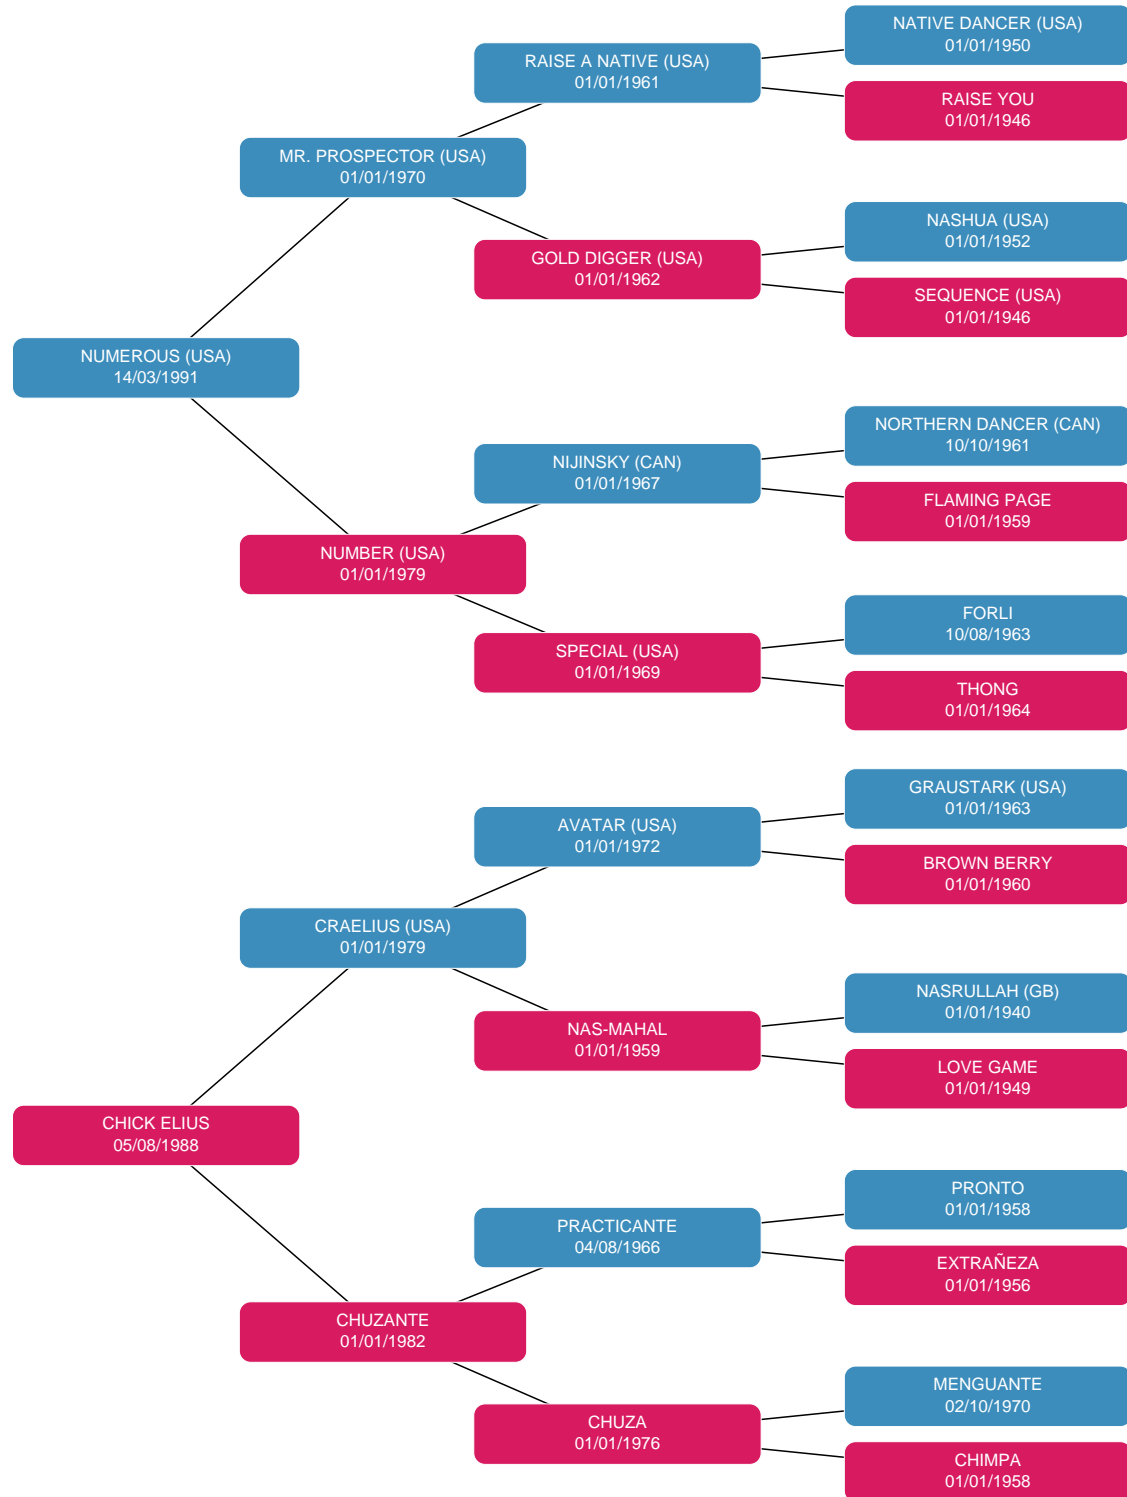 NATIVE DANCER (USA)
01/01/1950
RAISE A NATIVE (USA)
01/01/1961
RAISE YOU
01/01/1946
MR. PROSPECTOR (USA)
01/01/1970
NASHUA (USA)
01/01/1952
GOLD DIGGER (USA)
01/01/1962
SEQUENCE (USA)
01/01/1946
NUMEROUS (USA)
14/03/1991
NORTHERN DANCER (CAN)
10/10/1961
NIJINSKY (CAN)
01/01/1967
FLAMING PAGE
01/01/1959
NUMBER (USA)
01/01/1979
FORLI
10/08/1963
SPECIAL (USA)
01/01/1969
THONG
01/01/1964
GRAUSTARK (USA)
01/01/1963
AVATAR (USA)
01/01/1972
BROWN BERRY
01/01/1960
CRAELIUS (USA)
01/01/1979
NASRULLAH (GB)
01/01/1940
NAS-MAHAL
01/01/1959
LOVE GAME
01/01/1949
CHICK ELIUS
05/08/1988
PRONTO
01/01/1958
PRACTICANTE
04/08/1966
EXTRAÑEZA
01/01/1956
CHUZANTE
01/01/1982
MENGUANTE
02/10/1970
CHUZA
01/01/1976
CHIMPA
01/01/1958